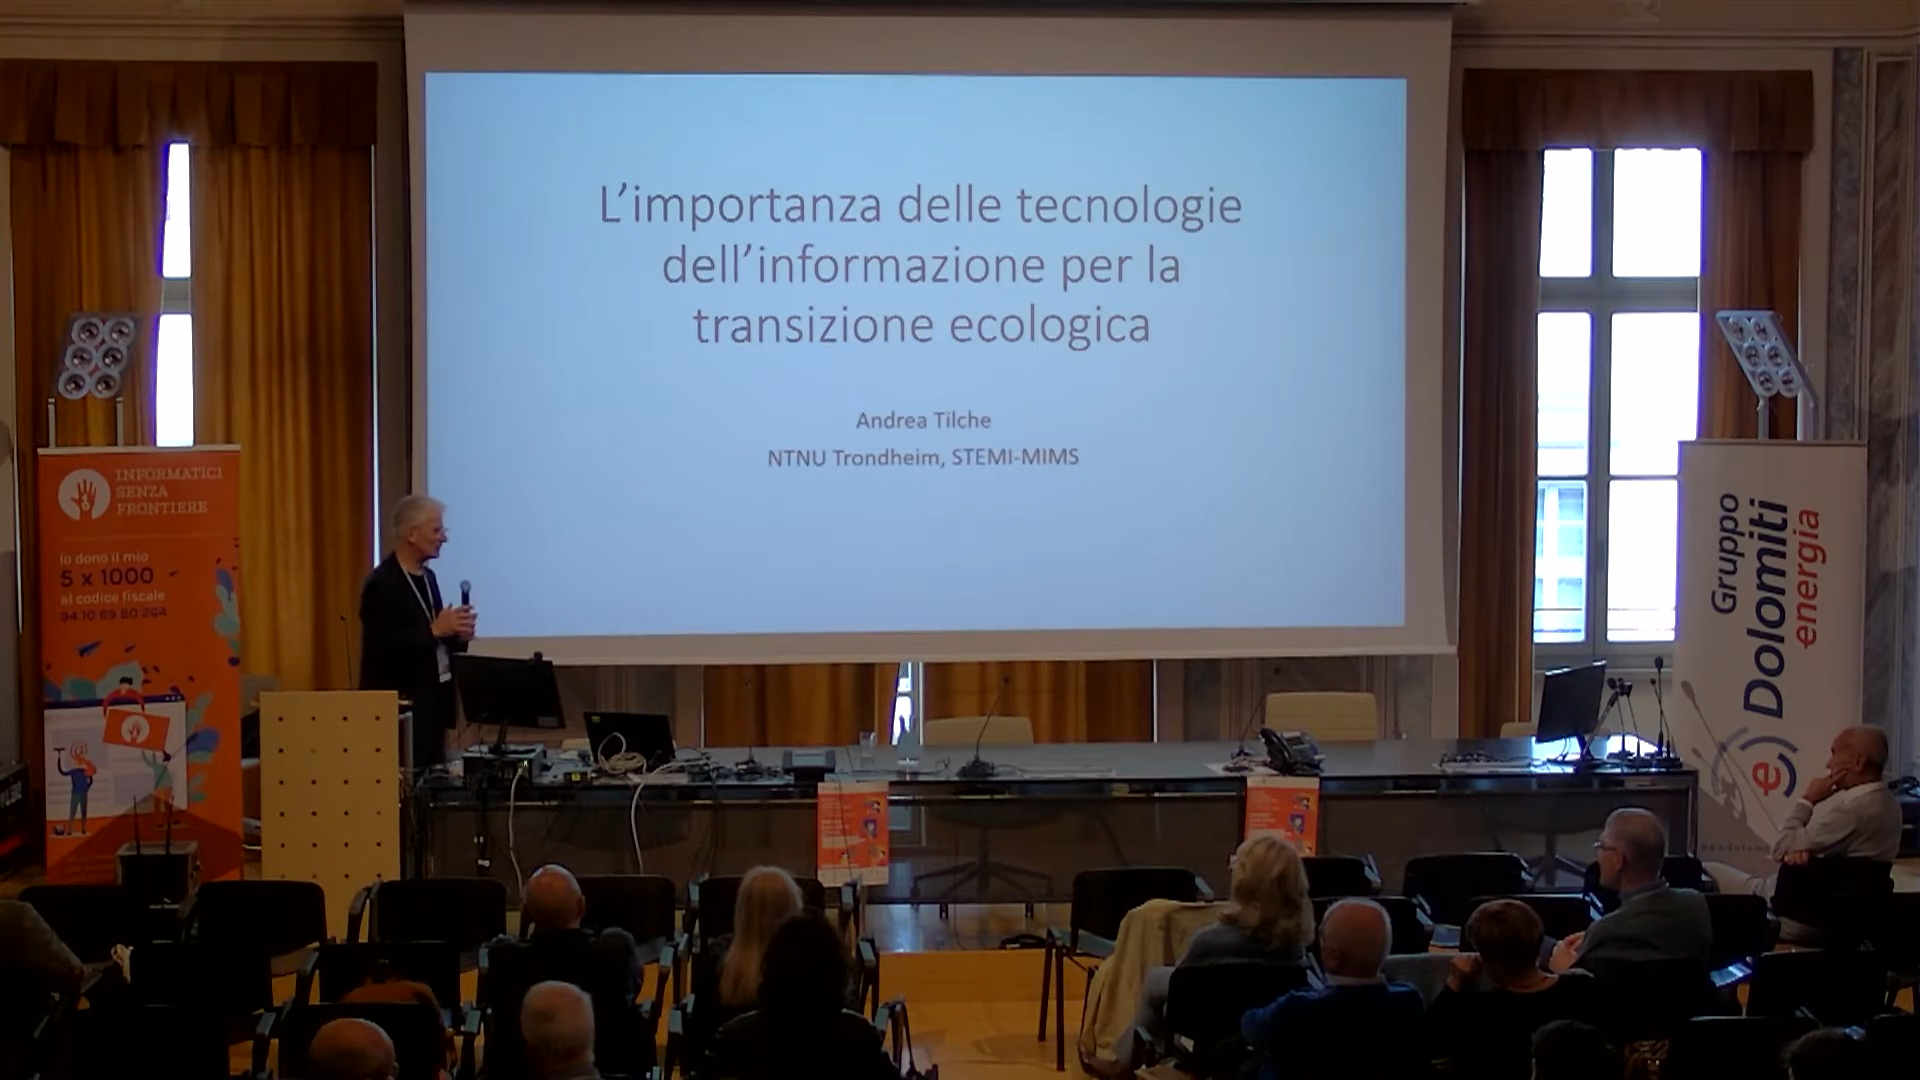 L'importanza delle tecnologie
dell'informazione per la
transizione ecologica
Andrea Tilche
NTNU Trondheim, STEMI-MIMS
INFORMATICI
SENZA
FRONTIERE
Io dono il mio
5 x 1000
al codice fiscale
94 10 69 80 264
@
Gruppo
Dolomiti
energia
e